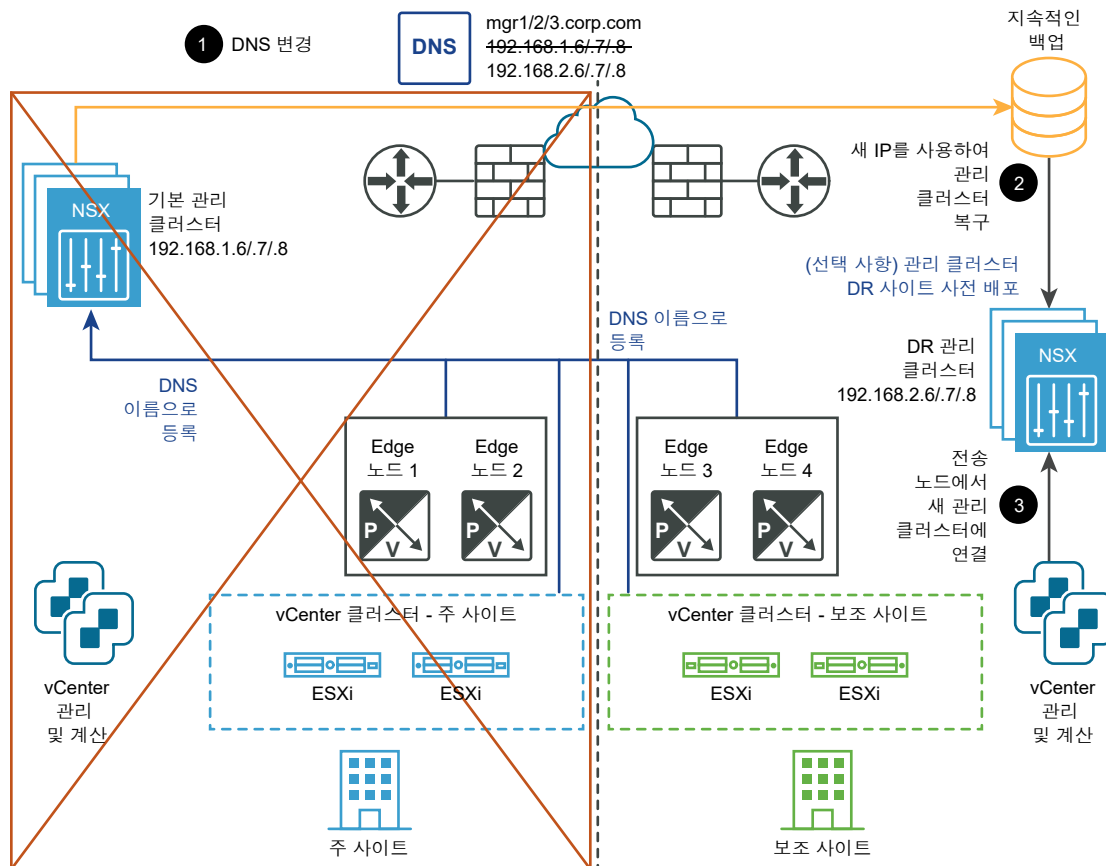 1 DNS 변경
DNS
mgr1/2/3.corp.com
192.168.1.6/.7/.8
192.168.2.6/.7/.8
지속적인
백업
NSX
기본 관리
클러스터
192.168.1.6/.7/.8
새 IP를 사용하여
관리
클러스터
복구
2
(선택 사항) 관리 클러스터
DR 사이트 사전 배포
DNS
이름으로
등록
DNS 이름으로
등록
DR 관리
클러스터
192.168.2.6/.7/.8
NSX
Edge
노드 1
P
V
Edge
노드 2
P
V
Edge
노드 3
P
V
Edge
노드 4
P
V
전송
노드에서
새 관리
클러스터에
연결
3
vCenter
관리
및 계산
vCenter 클러스터 - 주 사이트
ESXi
ESXi
vCenter 클러스터 - 보조 사이트
ESXi
ESXi
vCenter
관리
및 계산
주 사이트
보조 사이트